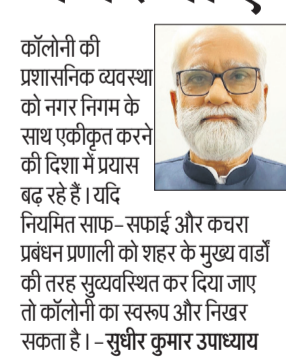 कॉलोनी की
प्रशासनिक व्यवस्था
को नगर निगम के
साथ एकीकृत करने
की दिशा में प्रयास
बढ़ रहे हैं । यदि
नियमित साफ-सफाई और कचरा
प्रबंधन प्रणाली को शहर के मुख्य वार्डों
की तरह सुव्यवस्थित कर दिया जाए
तो कॉलोनी का स्वरूप और निखर
सकता है । -सुधीर कुमार उपाध्याय